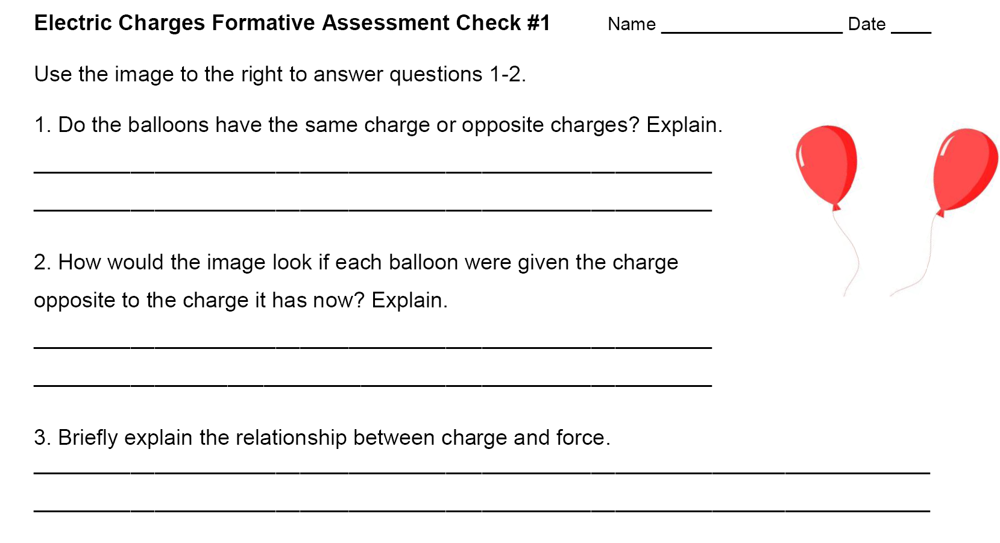 Electric Charges Formative Assessment Check #1 Name _______________ Date ____
Use the image to the right to answer questions 1-2.
1. Do the balloons have the same charge or opposite charges? Explain.
2. How would the image look if each balloon were given the charge
opposite to the charge it has now? Explain.
3. Briefly explain the relationship between charge and force.